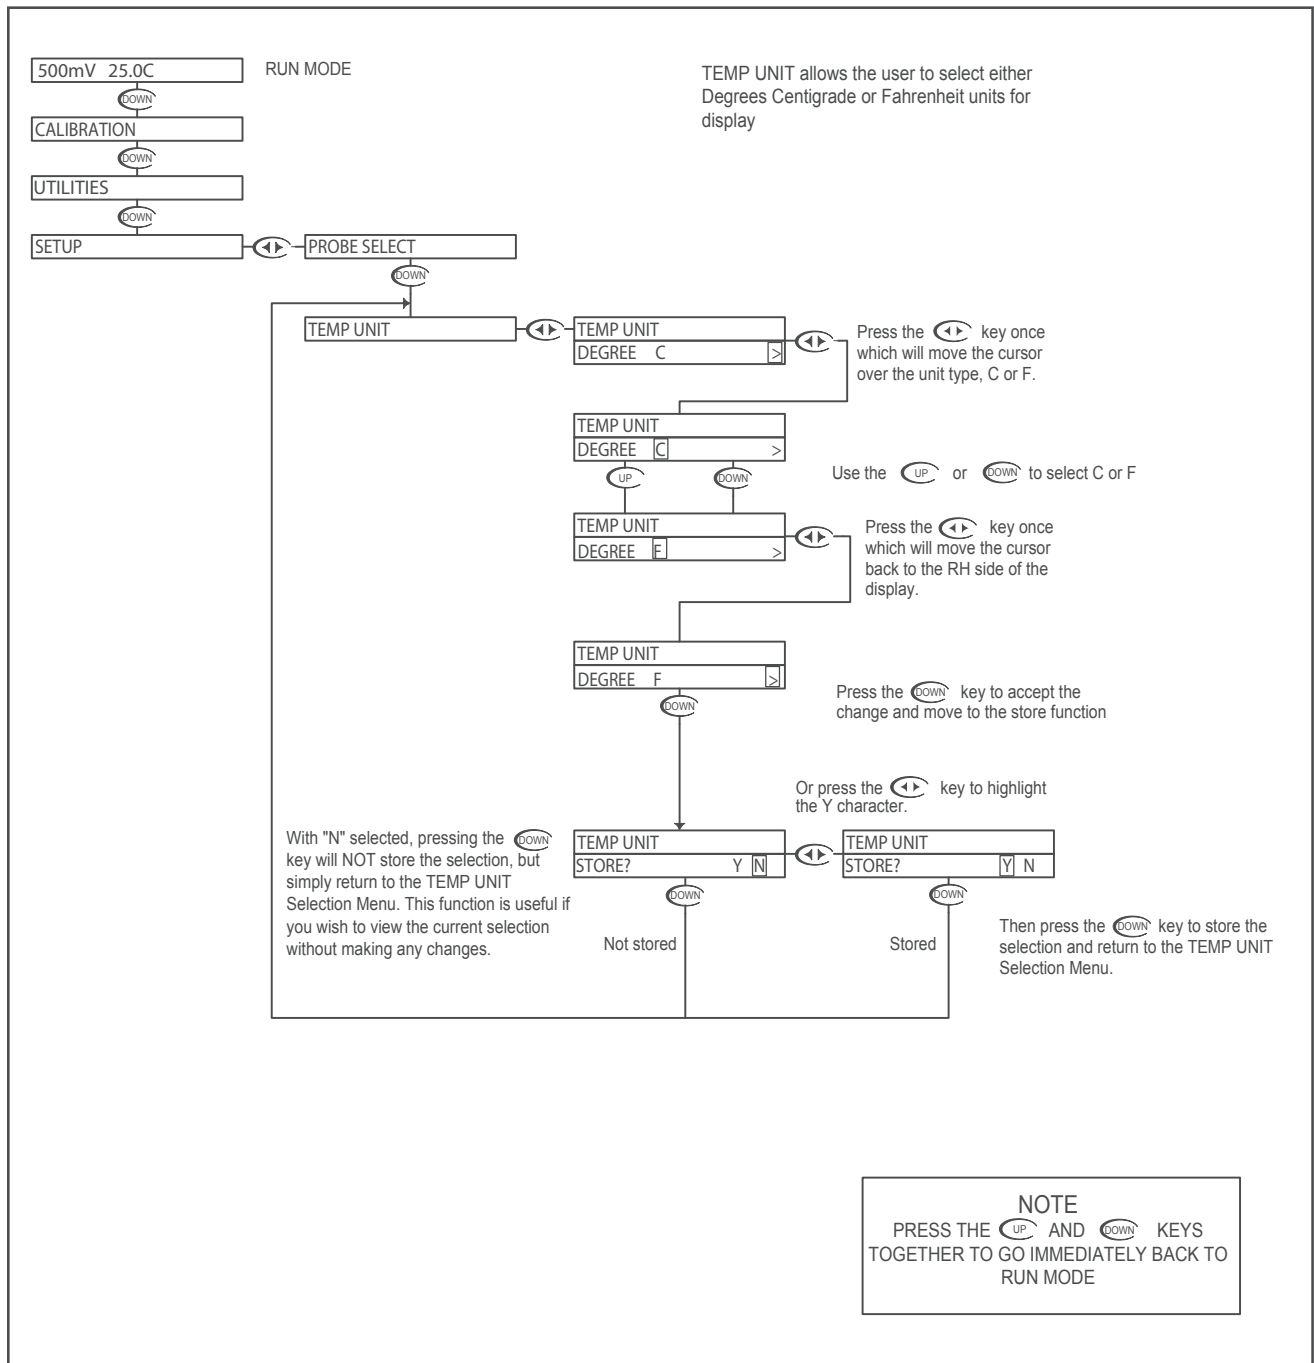 500mV 25.0C
RUN MODE
TEMP UNIT allows the user to select either
Degrees Centigrade or Fahrenheit units for
display
DOWN
CALIBRATION
DOWN
UTILITIES
DOWN
SETUP
PROBE SELECT
DOWN
TEMP UNIT
TEMP UNIT
DEGREE C >
Press the key once
which will move the cursor
over the unit type, C or F.
TEMP UNIT
DEGREE C >
UP
DOWN
Use the UP or DOWN to select C or F
TEMP UNIT
DEGREE F >
Press the key once
which will move the cursor
back to the RH side of the
display.
TEMP UNIT
DEGREE F >
DOWN
Press the DOWN key to accept the
change and move to the store function
Or press the key to highlight
the Y character.
With "N" selected, pressing the DOWN
key will NOT store the selection, but
simply return to the TEMP UNIT
Selection Menu. This function is useful if
you wish to view the current selection
without making any changes.
TEMP UNIT
STORE? Y N
TEMP UNIT
STORE? Y N
DOWN
DOWN
Not stored
Stored
Then press the DOWN key to store the
selection and return to the TEMP UNIT
Selection Menu.
NOTE
PRESS THE UP AND DOWN KEYS
TOGETHER TO GO IMMEDIATELY BACK TO
RUN MODE